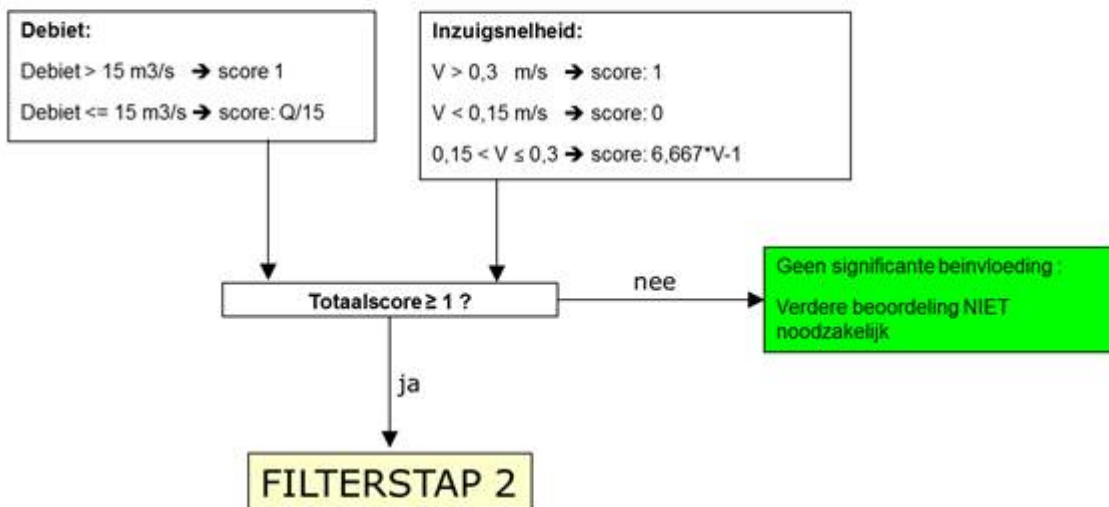 Debiet:
Debiet > 15 m3/s ➔ score 1
Debiet <= 15 m3/s ➔ score: Q/15
Inzuigsnelheid:
V > 0,3 m/s ➔ score: 1
V < 0,15 m/s ➔ score: 0
0,15 < V ≤ 0,3 ➔ score: 6,667*V-1
Totaalscore ≥ 1 ?
nee
Geen significante beinvloeding :
Verdere beoordeling NIET
noodzakelijk
ja
FILTERSTAP 2